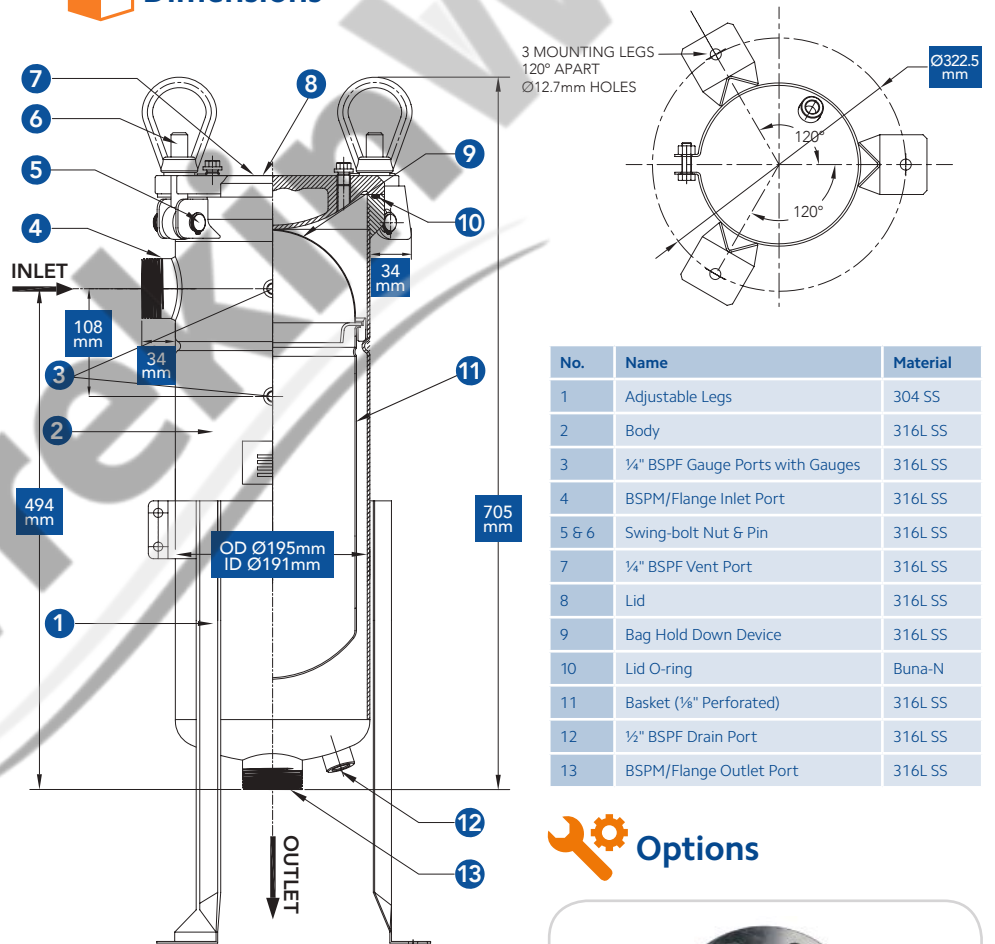 Dimensions
3 MOUNTING LEGS
120° APART
Ø12.7mm HOLES
Ø322.5
mm
120°
120°
7
8
6
5
9
4
10
INLET
34
mm
108
mm
34
mm
3
11
2
494
mm
705
mm
OD Ø195mm
ID Ø191mm
1
12
13
OUTLET
No. Name Material
1 Adjustable Legs 304 SS
2 Body 316L SS
3 ¼" BSPF Gauge Ports with Gauges 316L SS
4 BSPM/Flange Inlet Port 316L SS
5 & 6 Swing-bolt Nut & Pin 316L SS
7 ¼" BSPF Vent Port 316L SS
8 Lid 316L SS
9 Bag Hold Down Device 316L SS
10 Lid O-ring Buna-N
11 Basket (⅛" Perforated) 316L SS
12 ½" BSPF Drain Port 316L SS
13 BSPM/Flange Outlet Port 316L SS
Options